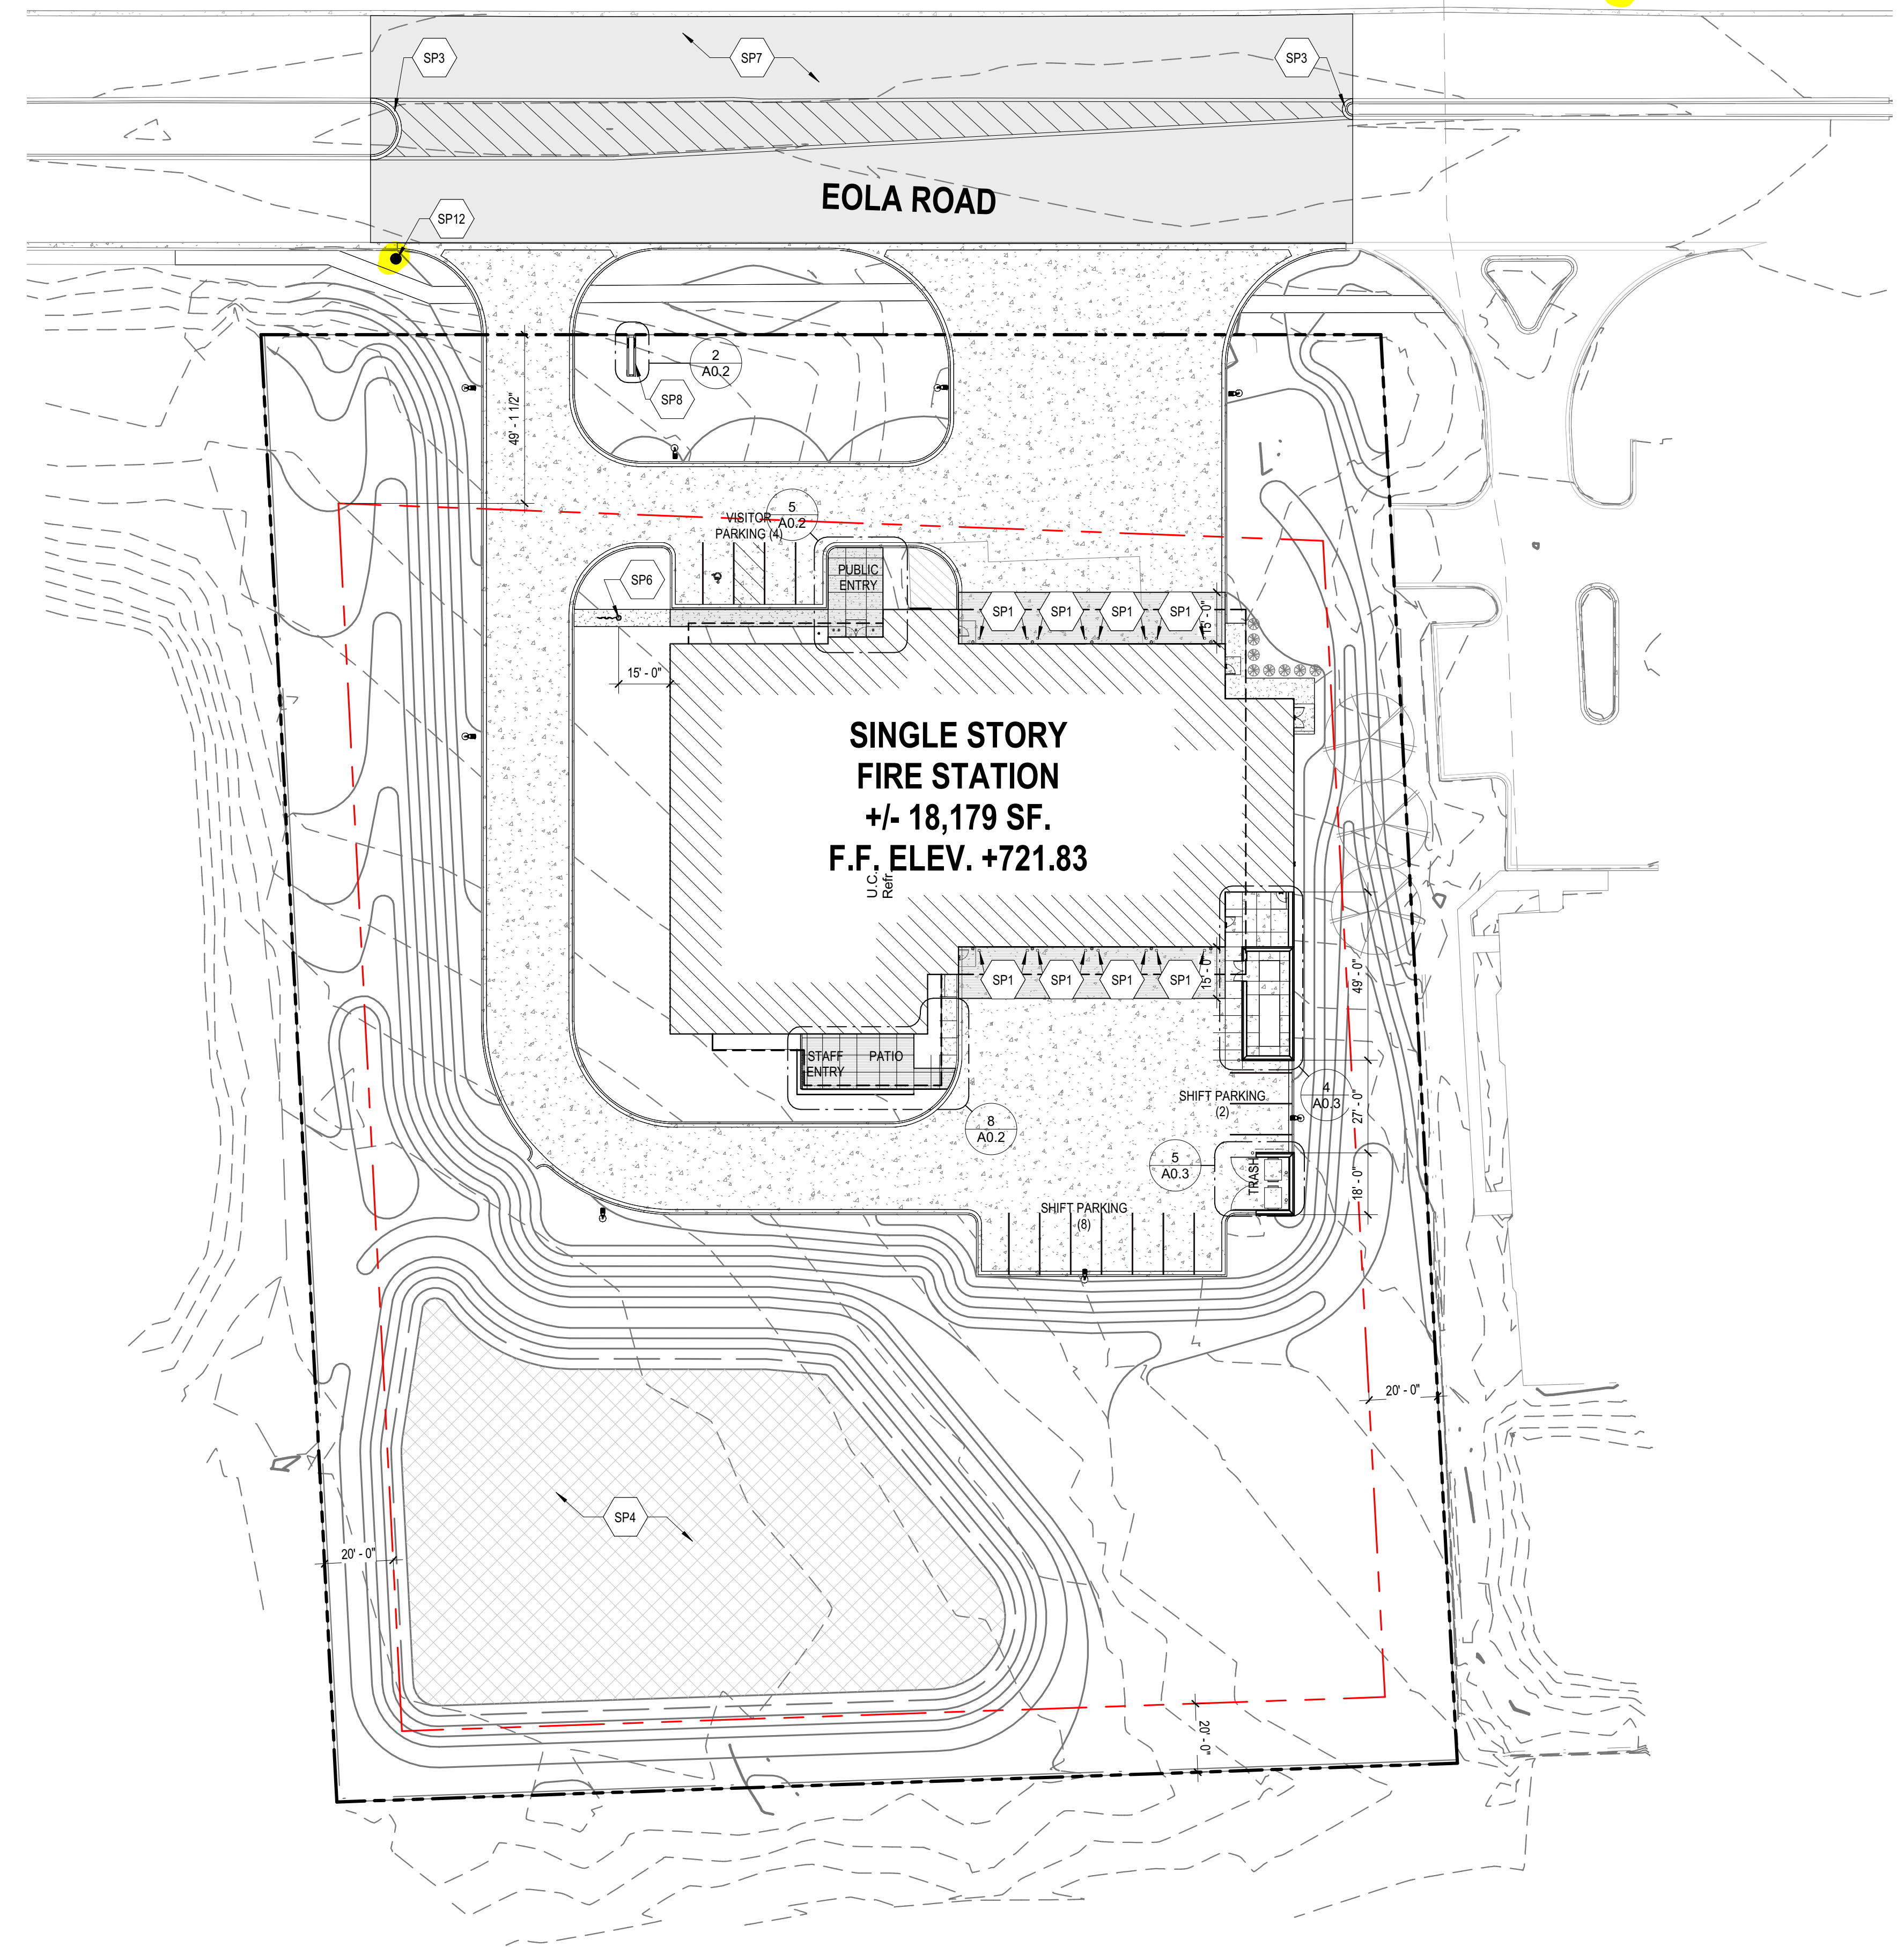 SP3
SP7
SP3
EOLA ROAD
SP12
2
A0.2
SP8
49' - 1 1/2"
5
A0.2
VISITOR
PARKING (4)
PUBLIC
ENTRY
SP6
SP1
SP1
SP1
SP1
15' - 0"
15' - 0"
SINGLE STORY
FIRE STATION
+/- 18,179 SF.
F.F. ELEV. +721.83
U.C.
Refr.
SP1
SP1
SP1
SP1
15' - 0"
49' - 0"
STAFF
ENTRY
PATIO
8
A0.2
SHIFT PARKING
(2)
4
A0.3
27' - 0"
5
A0.3
TRASH
18' - 0"
SHIFT PARKING
(8)
20' - 0"
SP4
20' - 0"
20' - 0"